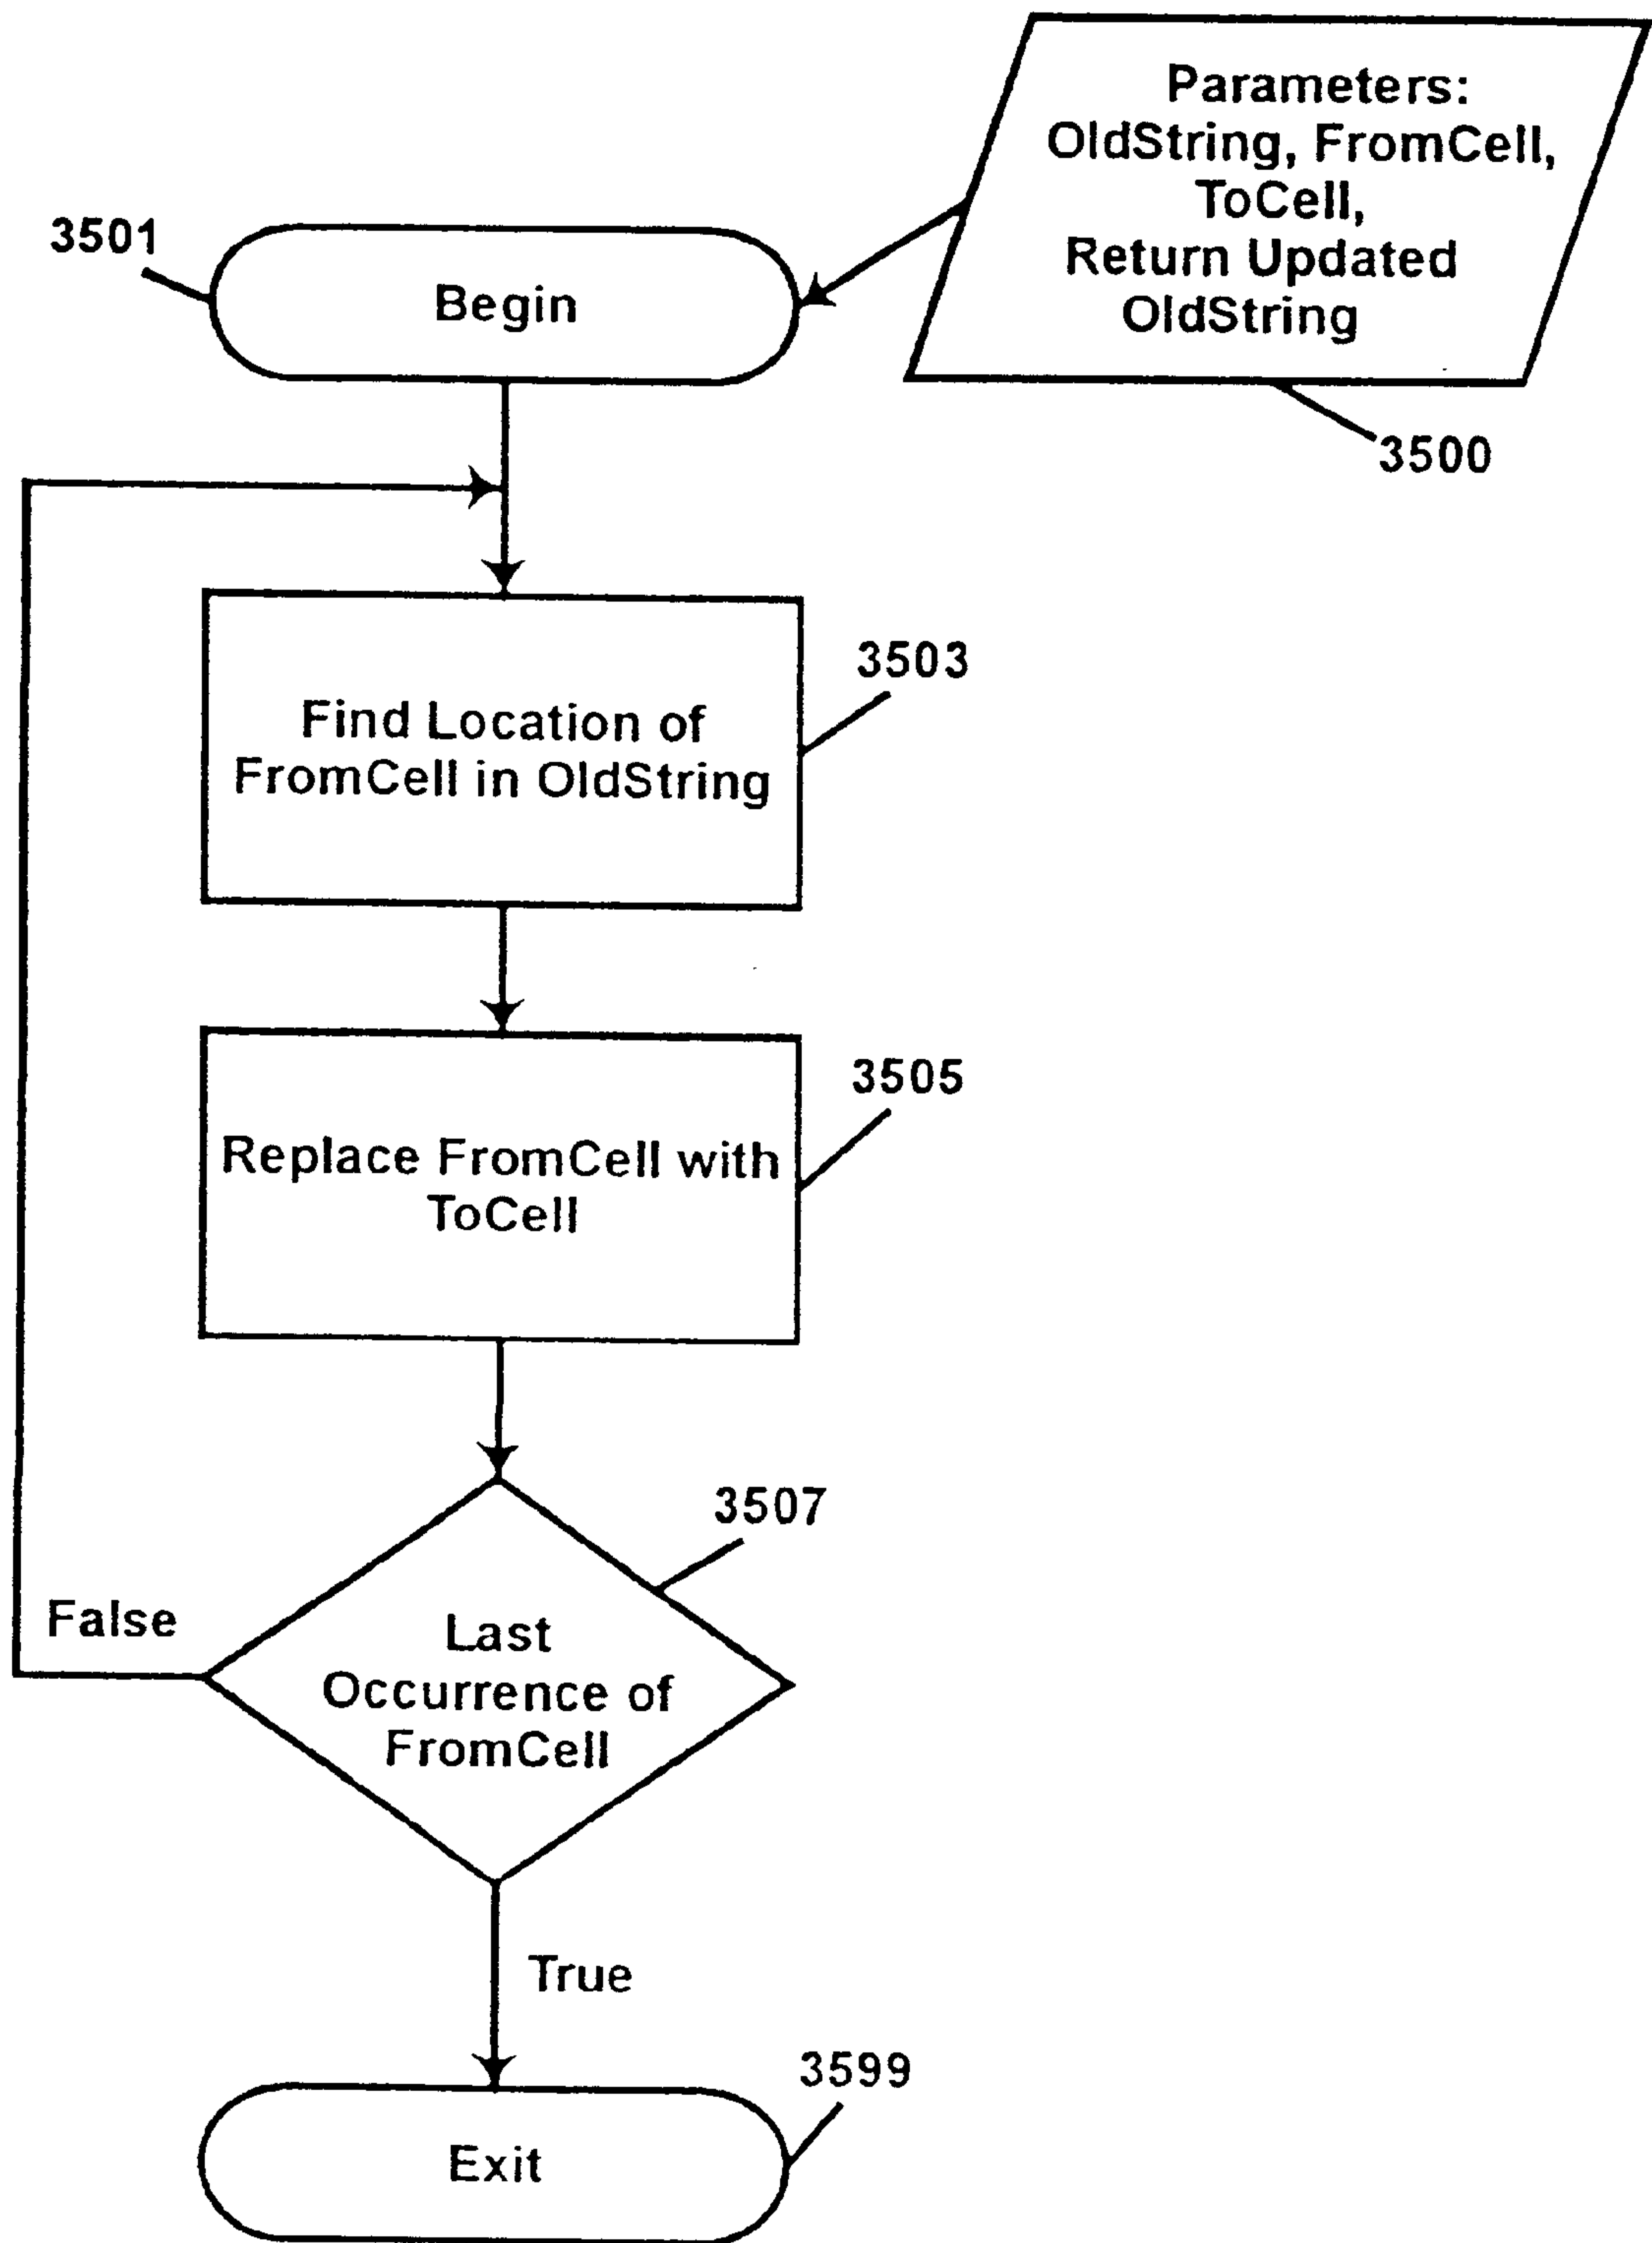 Parameters:
OldString, FromCell,
ToCell,
Return Updated
OldString
3500
3501
Begin
3503
Find Location of
FromCell in OldString
3505
Replace FromCell with
ToCell
3507
Last
Occurrence of
FromCell
False
True
3599
Exit